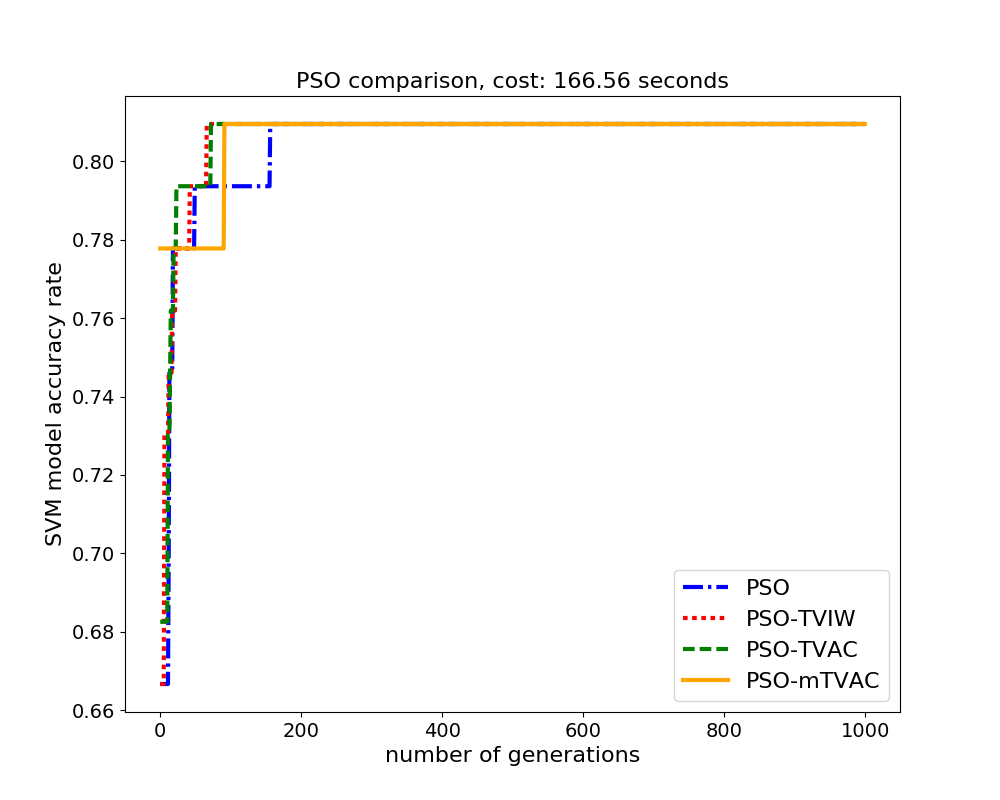 PSO comparison, cost: 166.56 seconds
SVM model accuracy rate
0.80
0.78
0.76
0.74
0.72
0.70
0.68
0.66
0 200 400 600 800 1000
number of generations
PSO
PSO-TVIW
PSO-TVAC
PSO-mTVAC